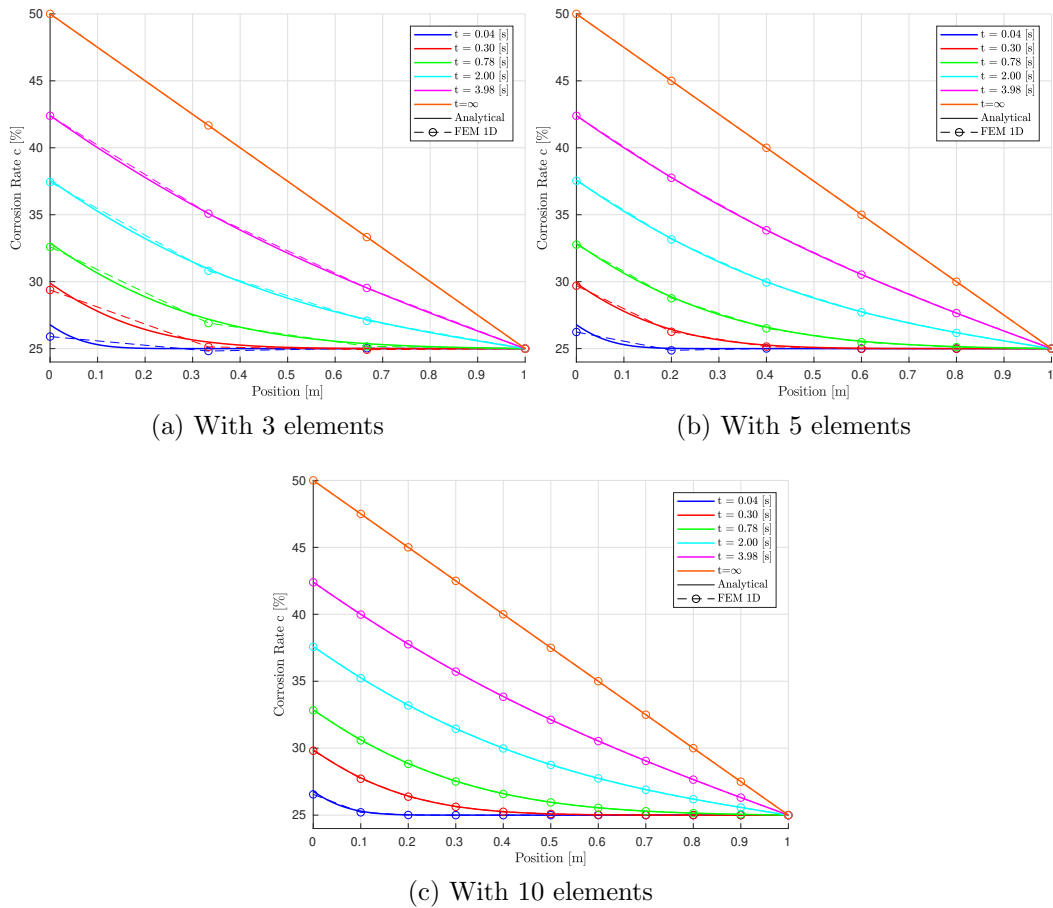 50
45
40
35
30
25
Corrosion Rate c [%]
0
0.1
0.2
0.3
0.4
0.5
0.6
0.7
0.8
0.9
1
Position [m]
t = 0.04 [s]
t = 0.30 [s]
t = 0.78 [s]
t = 2.00 [s]
t = 3.98 [s]
t=∞
Analytical
FEM 1D
(a) With 3 elements
50
45
40
35
30
25
Corrosion Rate c [%]
0
0.1
0.2
0.3
0.4
0.5
0.6
0.7
0.8
0.9
1
Position [m]
t = 0.04 [s]
t = 0.30 [s]
t = 0.78 [s]
t = 2.00 [s]
t = 3.98 [s]
t=∞
Analytical
FEM 1D
(b) With 5 elements
50
45
40
35
30
25
Corrosion Rate c [%]
0
0.1
0.2
0.3
0.4
0.5
0.6
0.7
0.8
0.9
1
Position [m]
t = 0.04 [s]
t = 0.30 [s]
t = 0.78 [s]
t = 2.00 [s]
t = 3.98 [s]
t=∞
Analytical
FEM 1D
(c) With 10 elements